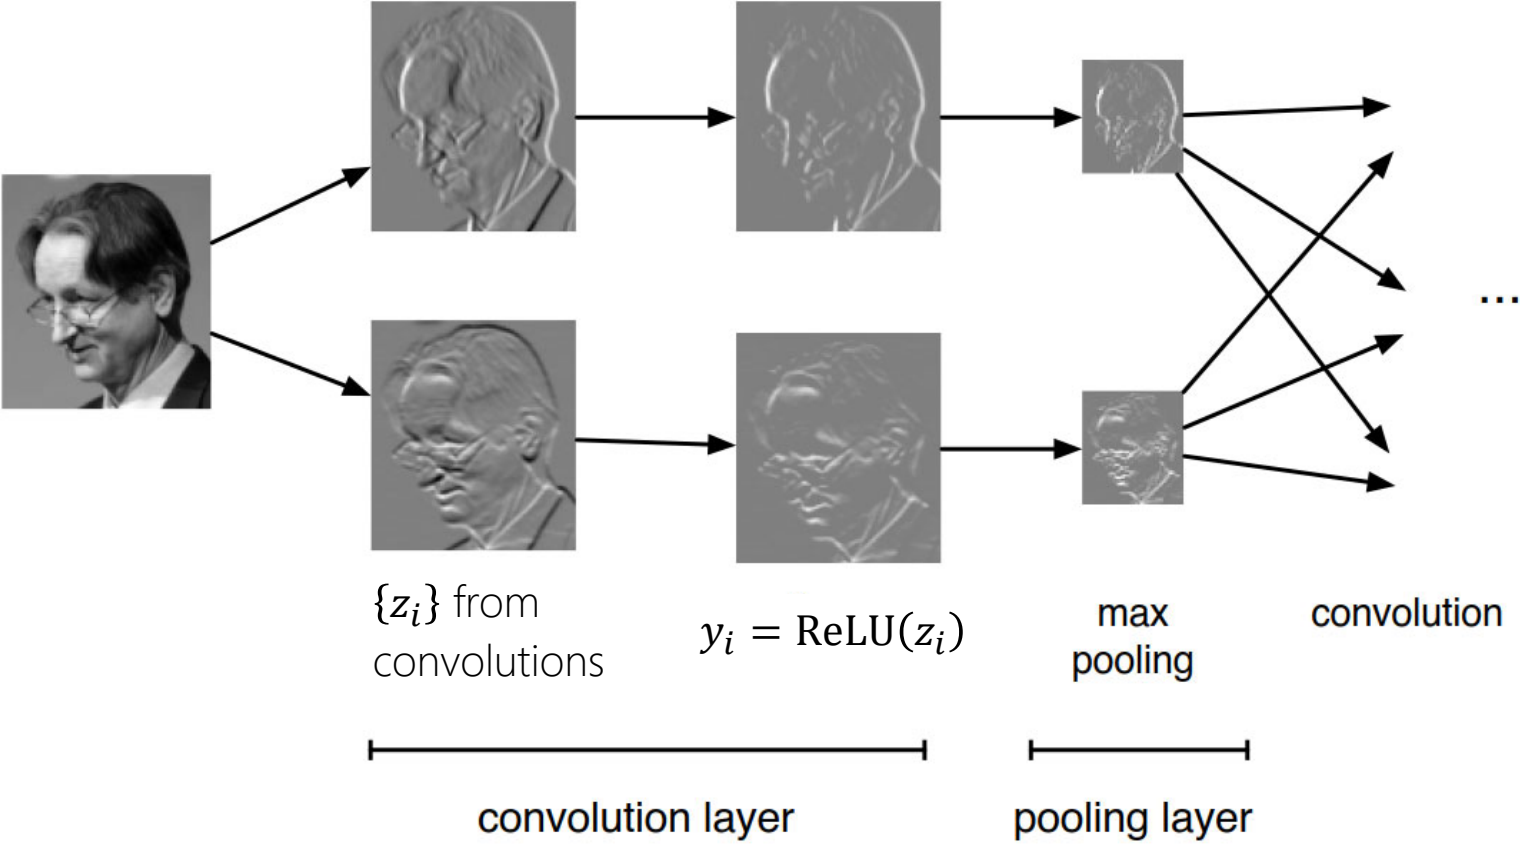 {z_i} from
convolutions
y_i = ReLU(z_i)
max
pooling
convolution
...
convolution layer
pooling layer